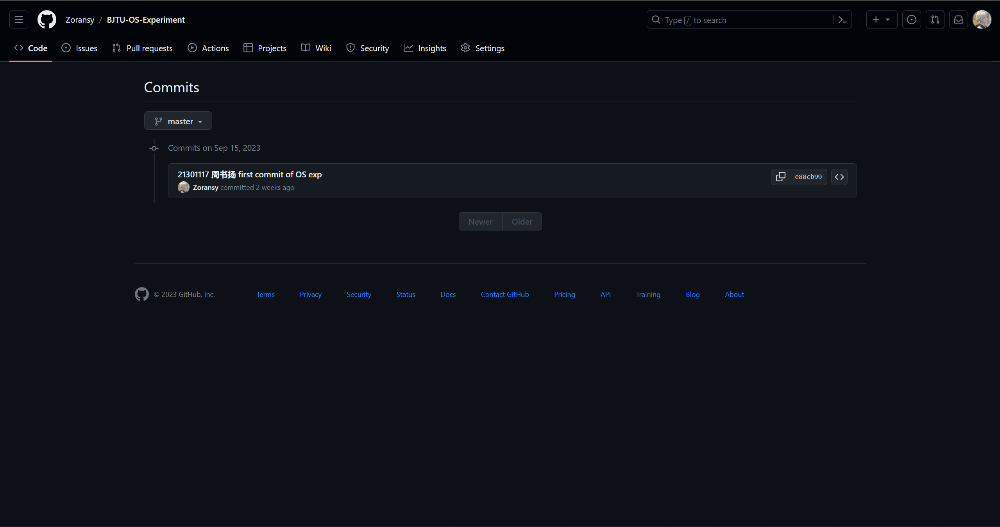 Zoransy / BJTU-OS-Experiment
Type / to search
Code Issues Pull requests Actions Projects Wiki Security Insights Settings
Commits
master
Commits on Sep 15, 2023
21301117 周书扬 first commit of OS exp
e88cb99
Zoransy committed 2 weeks ago
Newer Older
© 2023 GitHub, Inc. Terms Privacy Security Status Docs Contact GitHub Pricing API Training Blog About